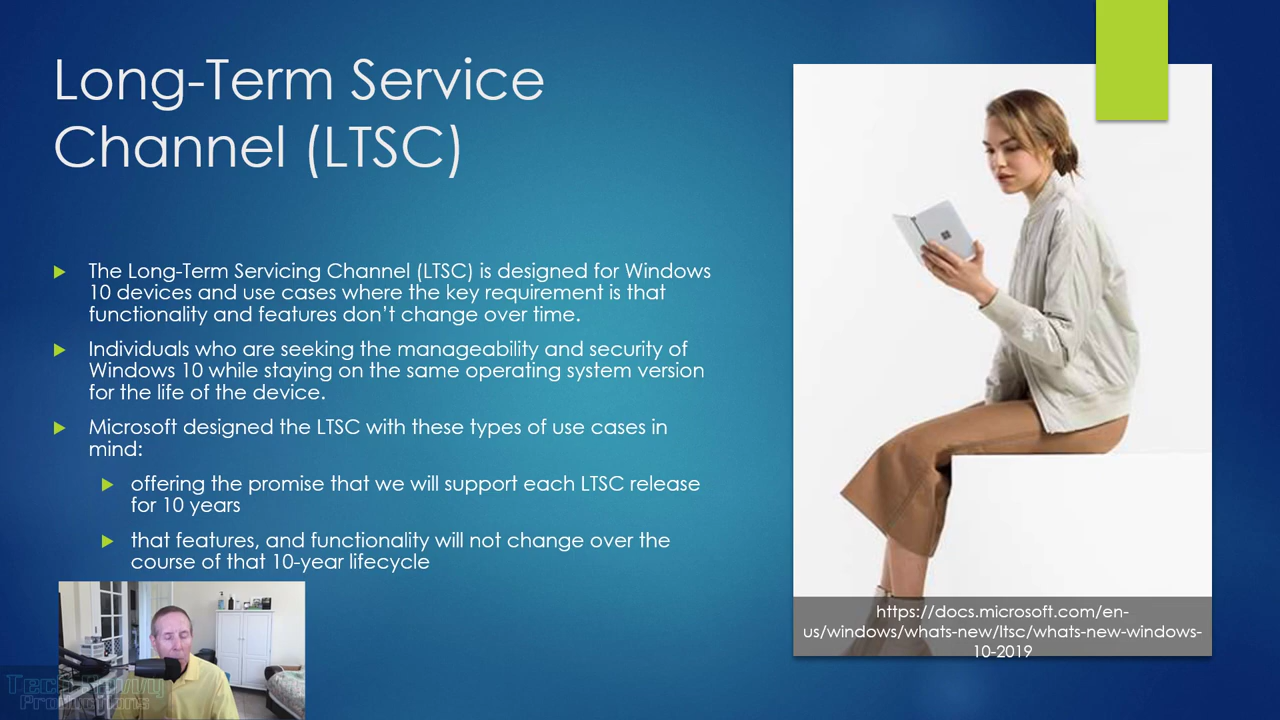 Long-Term Service
Channel (LTSC)
The Long-Term Servicing Channel (LTSC) is designed for Windows
10 devices and use cases where the key requirement is that
functionality and features don’t change over time.
Individuals who are seeking the manageability and security of
Windows 10 while staying on the same operating system version
for the life of the device.
Microsoft designed the LTSC with these types of use cases in
mind:
offering the promise that we will support each LTSC release
for 10 years
that features, and functionality will not change over the
course of that 10-year lifecycle
https://docs.microsoft.com/en-
us/windows/whats-new/ltsc/whats-new-windows-
10-2019
Tech Savvy
Productions